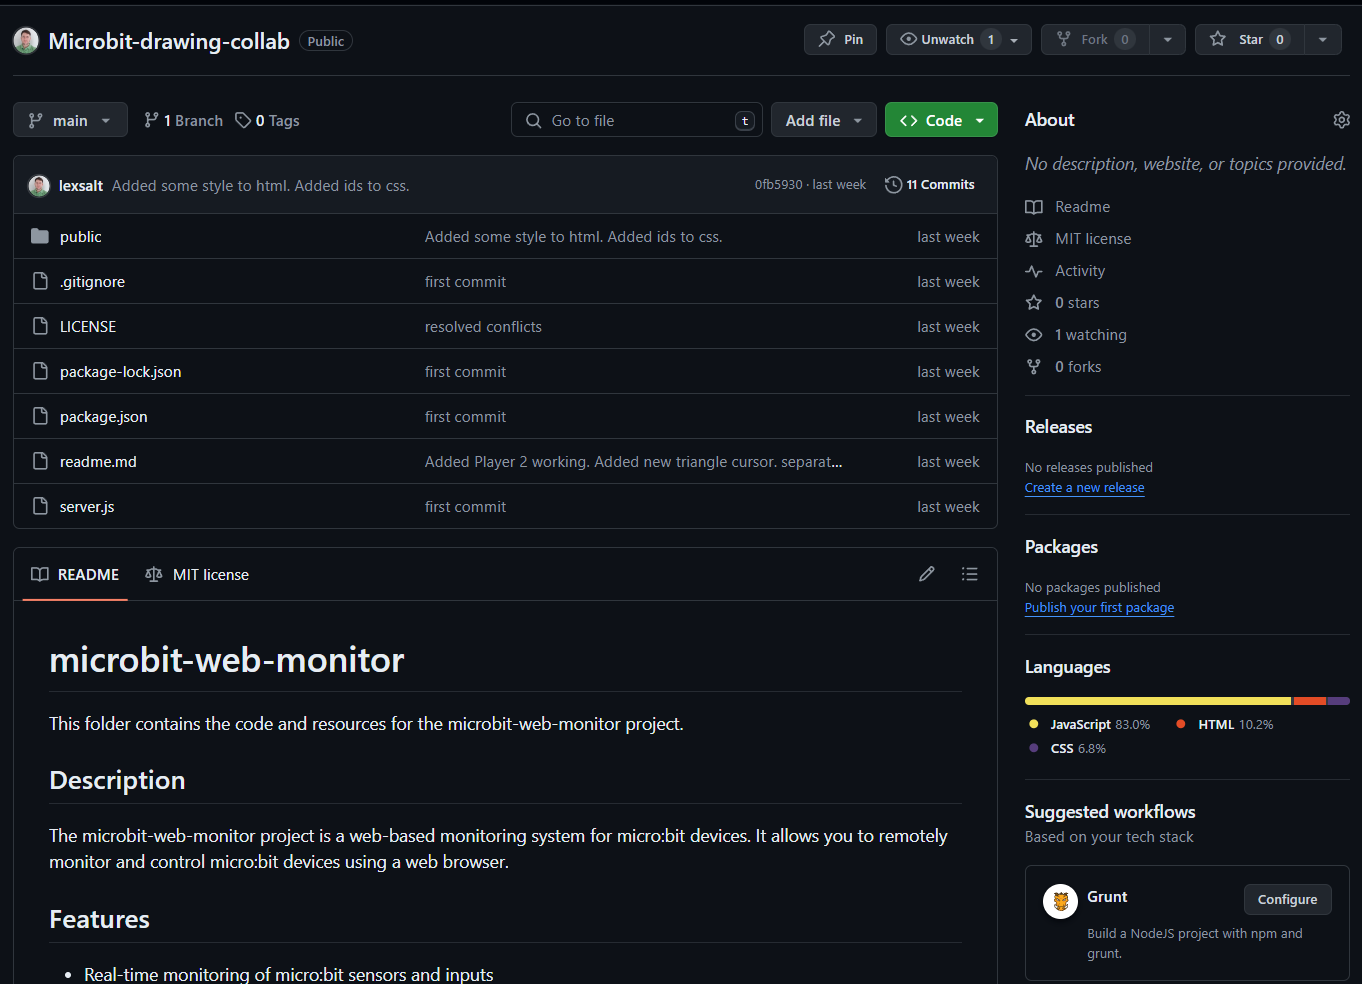 Microbit-drawing-collab Public Pin Unwatch 1 Fork 0 Star 0
main 1 Branch 0 Tags Go to file t Add file Code
lexsalt Added some style to html. Added ids to css. 0fb5930 · last week 11 Commits
public Added some style to html. Added ids to css. last week
.gitignore first commit last week
LICENSE resolved conflicts last week
package-lock.json first commit last week
package.json first commit last week
readme.md Added Player 2 working. Added new triangle cursor. separat... last week
server.js first commit last week
README MIT license
microbit-web-monitor
This folder contains the code and resources for the microbit-web-monitor project.
Description
The microbit-web-monitor project is a web-based monitoring system for micro:bit devices. It allows you to remotely
monitor and control micro:bit devices using a web browser.
Features
• Real-time monitoring of micro:bit sensors and inputs
About
No description, website, or topics provided.
Readme
MIT license
Activity
0 stars
1 watching
0 forks
Releases
No releases published
Create a new release
Packages
No packages published
Publish your first package
Languages
JavaScript 83.0% HTML 10.2%
CSS 6.8%
Suggested workflows
Based on your tech stack
Grunt Configure
Build a NodeJS project with npm and
grunt.